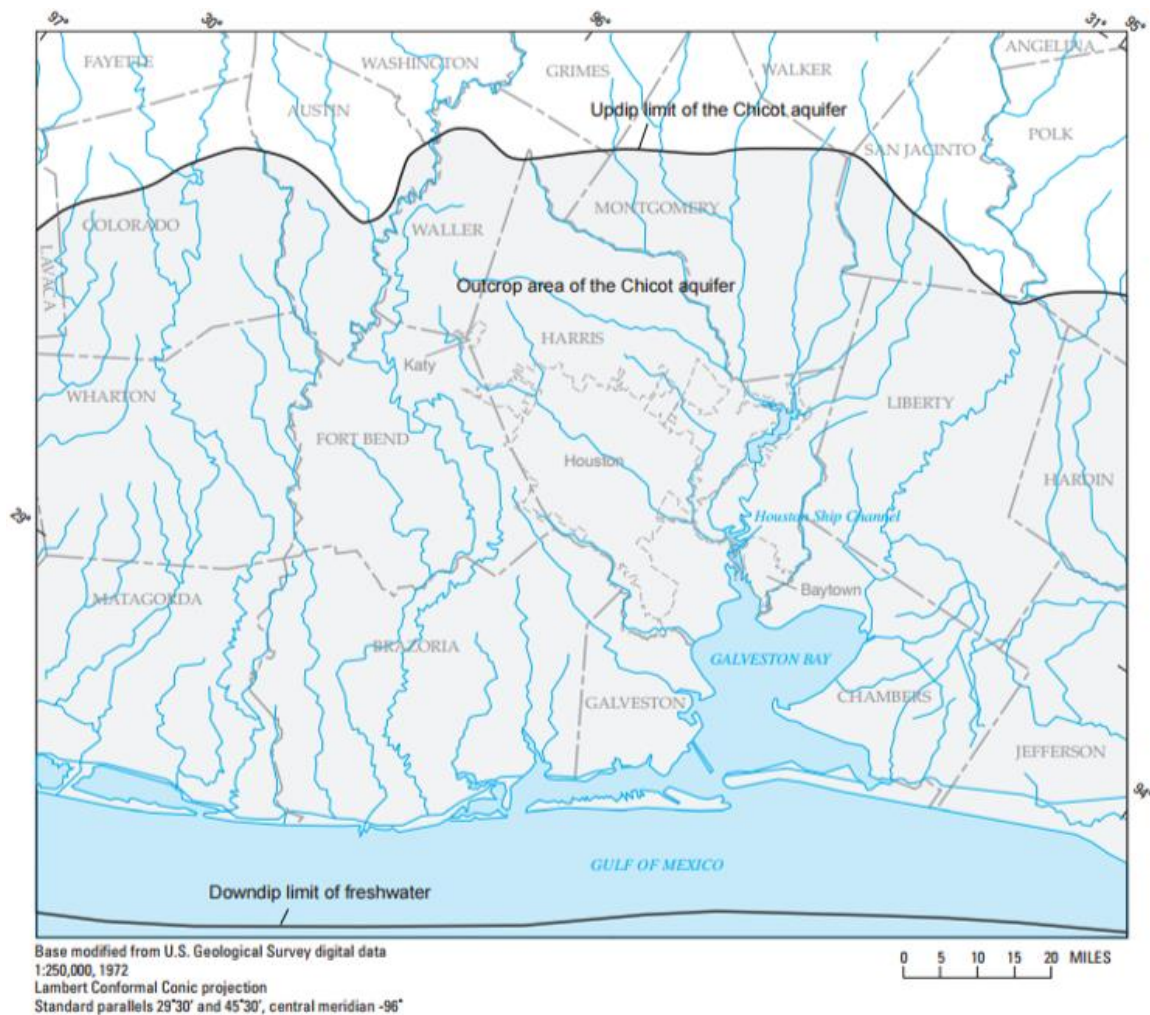 97°
30°
96°
31°
95°
FAYETTE
WASHINGTON
GRIMES
WALKER
ANGELINA
AUSTIN
Updip limit of the Chicot aquifer
POLK
SAN JACINTO
COLORADO
WALLER
MONTGOMERY
LAVACA
Outcrop area of the Chicot aquifer
HARRIS
Katy
WHARTON
LIBERTY
FORT BEND
Houston
HARDIN
29°
Houston Ship Channel
MATAGORDA
Baytown
BRAZORIA
GALVESTON BAY
GALVESTON
CHAMBERS
JEFFERSON
94°
GULF OF MEXICO
Downdip limit of freshwater
Base modified from U.S. Geological Survey digital data
1:250,000, 1972
Lambert Conformal Conic projection
Standard parallels 29°30' and 45°30', central meridian -96°
0 5 10 15 20 MILES